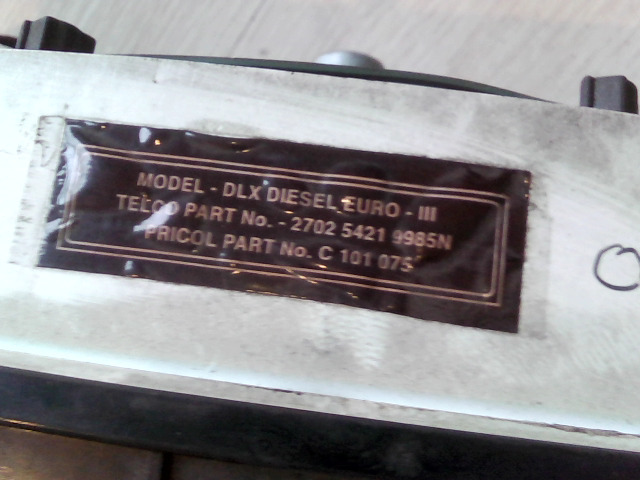 MODEL - DLX DIESEL EURO - III
TELCO PART No. - 2702 5421 9985N
PRICOL PART No. C 101 075